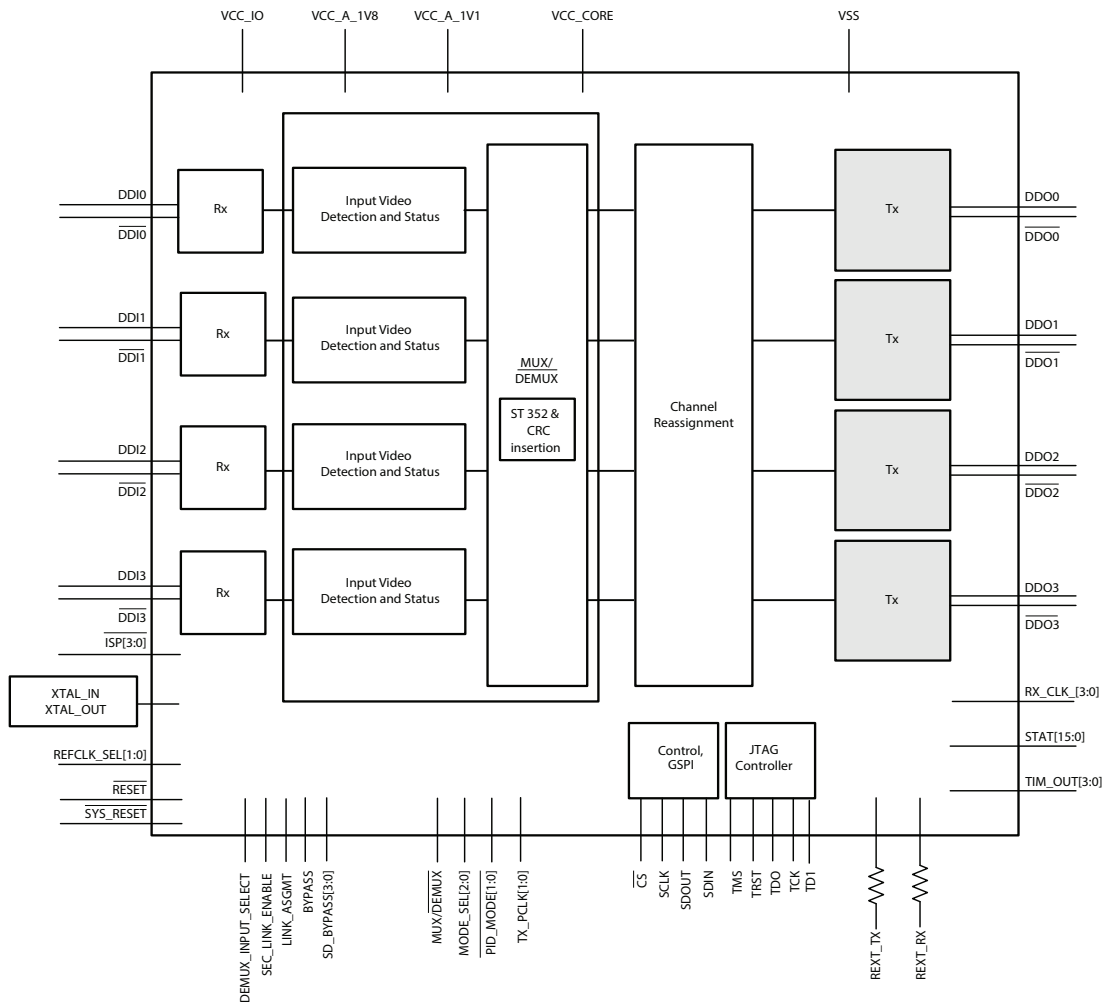 VCC_IO
VCC_A_1V8
VCC_A_1V1
VCC_CORE
VSS
DDI0
DDI0
Rx
Input Video
Detection and Status
Tx
DDO0
DDO0
DDI1
DDI1
Rx
Input Video
Detection and Status
Tx
DDO1
DDO1
MUX/
DEMUX
ST 352 &
CRC
insertion
Channel
Reassignment
DDI2
DDI2
Rx
Input Video
Detection and Status
Tx
DDO2
DDO2
DDI3
DDI3
Rx
Input Video
Detection and Status
Tx
DDO3
DDO3
ISP[3:0]
XTAL_IN
XTAL_OUT
REFCLK_SEL[1:0]
RESET
SYS_RESET
RX_CLK_[3:0]
STAT[15:0]
TIM_OUT[3:0]
Control,
GSPI
JTAG
Controller
DEMUX_INPUT_SELECT
SEC_LINK_ENABLE
LINK_ASGMT
BYPASS
SD_BYPASS[3:0]
MUX/DEMUX
MODE_SEL[2:0]
PID_MODE[1:0]
TX_PCLK[1:0]
CS
SCLK
SDOUT
SDIN
TMS
TRST
TDO
TCK
TD1
REXT_TX
REXT_RX